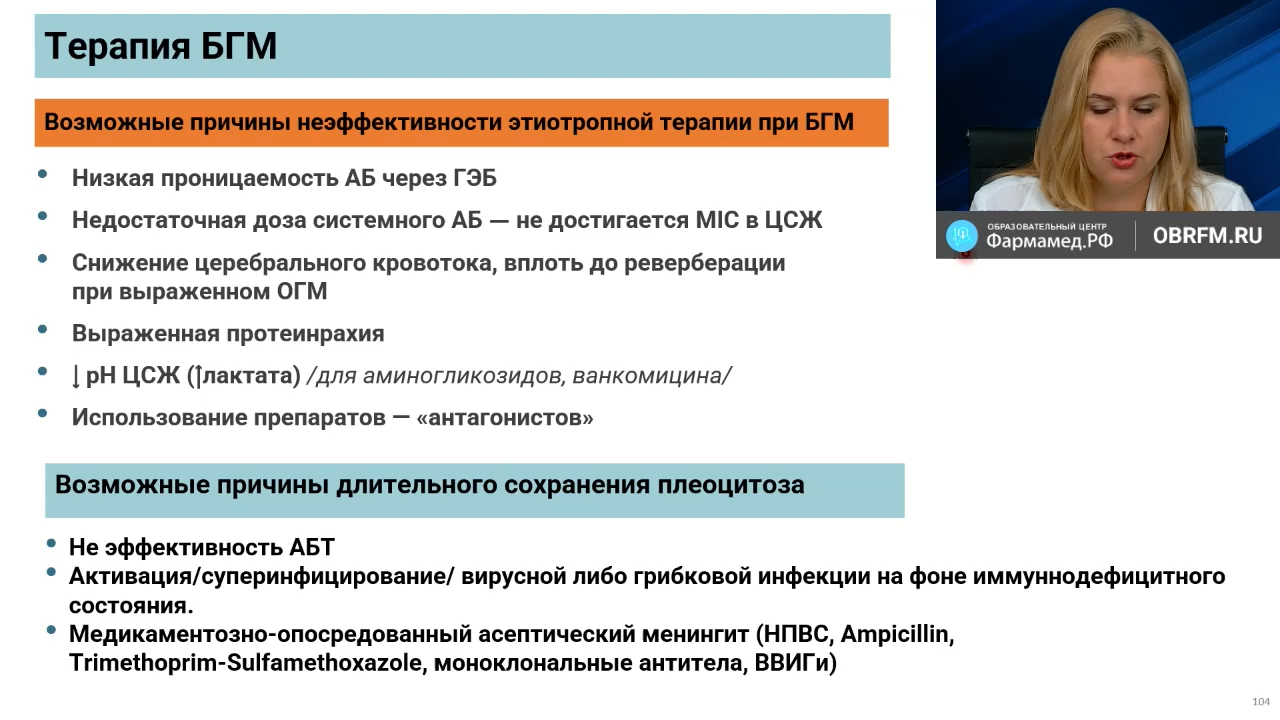 Терапия БГМ
Возможные причины неэффективности этиотропной терапии при БГМ
Низкая проницаемость АБ через ГЭБ
Недостаточная доза системного АБ — не достигается MIC в ЦСЖ
Снижение церебрального кровотока, вплоть до реверберации
при выраженном ОГМ
Выраженная протеинрахия
↓ pH ЦСЖ (↑лактата) /для аминогликозидов, ванкомицина/
Использование препаратов — «антагонистов»
Возможные причины длительного сохранения плеоцитоза
Не эффективность АБТ
Активация/суперинфицирование/ вирусной либо грибковой инфекции на фоне иммуннодефицитного
состояния.
Медикаментозно-опосредованный асептический менингит (НПВС, Ampicillin,
Trimethoprim-Sulfamethoxazole, моноклональные антитела, ВВИГи)
ОБРАЗОВАТЕЛЬНЫЙ ЦЕНТР
Фармамед.РФ
OBRFM.RU
104